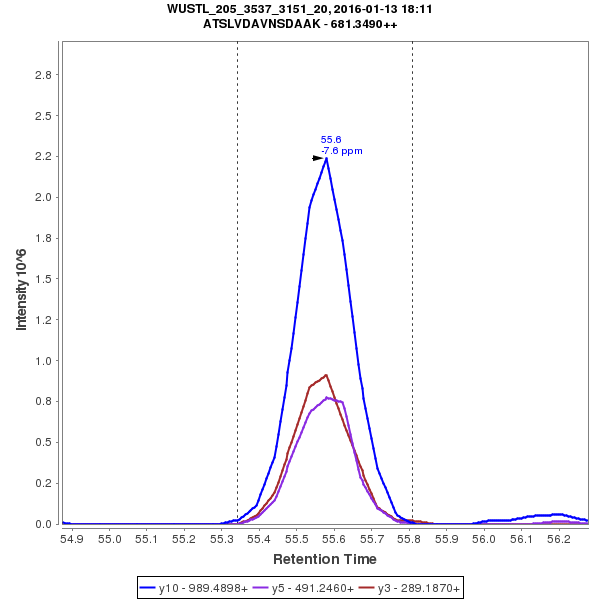 WUSTL_205_3537_3151_20, 2016-01-13 18:11
ATSLVDAVNSDAAK - 681.3490++
55.6
-7.6 ppm
Intensity 10^6
2.8
2.5
2.2
2.0
1.8
1.5
1.2
1.0
0.8
0.5
0.2
0.0
54.9 55.0 55.1 55.2 55.3 55.4 55.5 55.6 55.7 55.8 55.9 56.0 56.1 56.2
Retention Time
y10 - 989.4898+ y5 - 491.2460+ y3 - 289.1870+